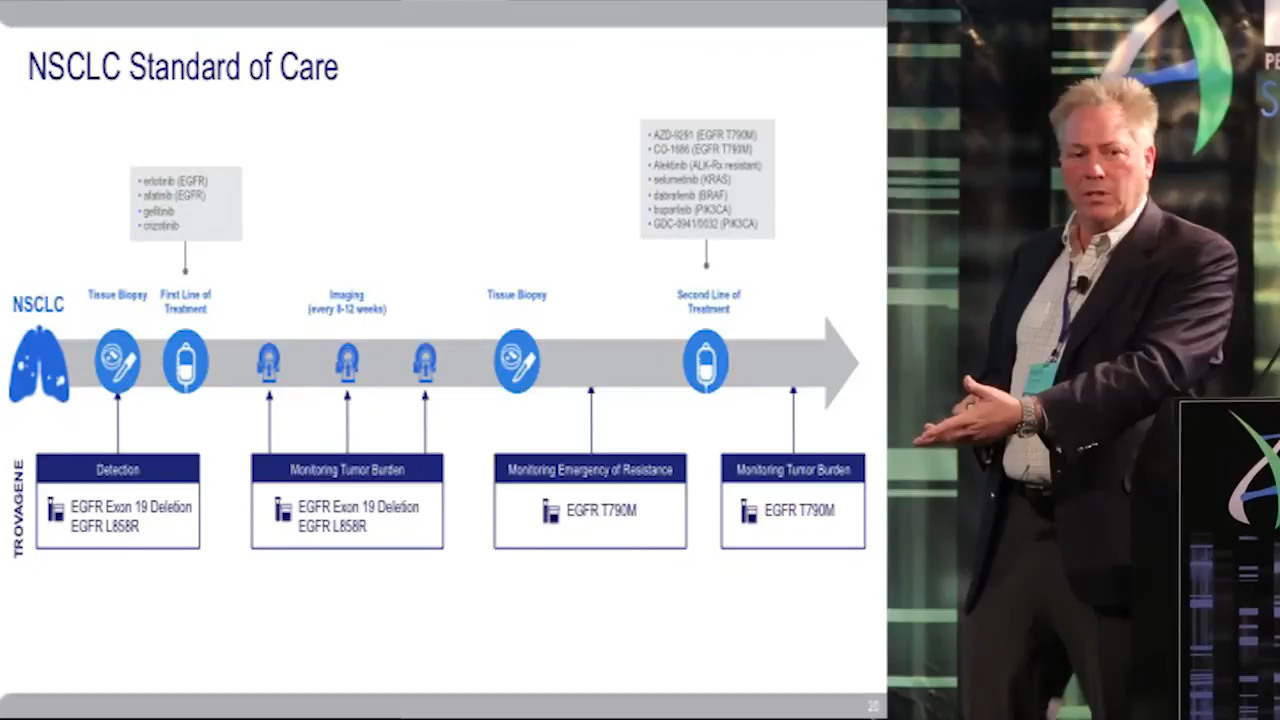 NSCLC Standard of Care
• erlotinib (EGFR)
• afatinib (EGFR)
• gefitinib
• crizotinib
• AZD-9291 (EGFR T790M)
• CO-1686 (EGFR T790M)
• Alektinib (ALK-Rx resistant)
• selumetinib (KRAS)
• dabrafenib (BRAF)
• buparlisib (PIK3CA)
• GDC-0941/0032 (PIK3CA)
NSCLC
Tissue Biopsy
First Line of
Treatment
Imaging
(every 8-12 weeks)
Tissue Biopsy
Second Line of
Treatment
TROVAGENE
Detection
EGFR Exon 19 Deletion
EGFR L858R
Monitoring Tumor Burden
EGFR Exon 19 Deletion
EGFR L858R
Monitoring Emergency of Resistance
EGFR T790M
Monitoring Tumor Burden
EGFR T790M
20
PE
S